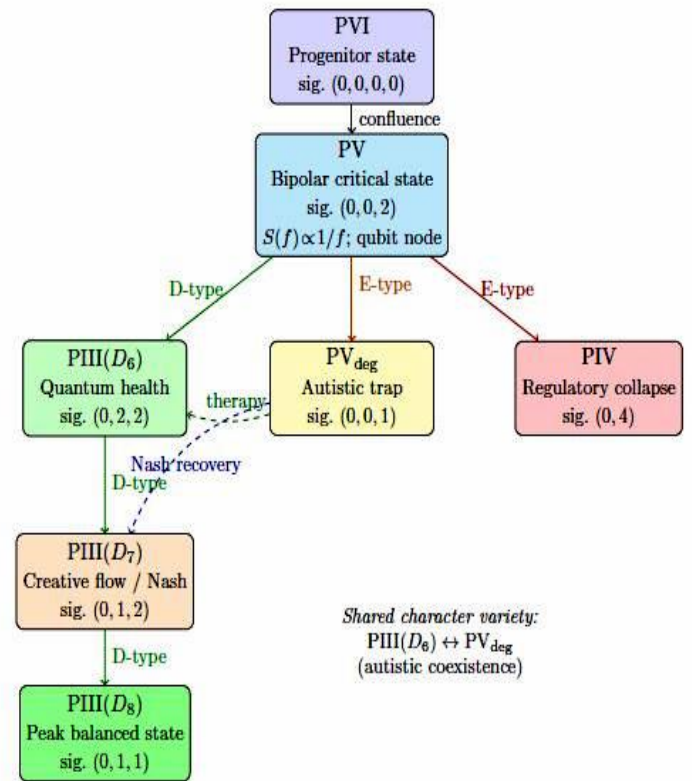 PVI
Progenitor state
sig. (0,0,0,0)
confluence
PV
Bipolar critical state
sig. (0,0,2)
S(f)∝1/f; qubit node
D-type
E-type
E-type
PIII(D₆)
Quantum health
sig. (0,2,2)
therapy
PV_deg
Autistic trap
sig. (0,0,1)
PIV
Regulatory collapse
sig. (0,4)
Nash recovery
D-type
PIII(D₇)
Creative flow / Nash
sig. (0,1,2)
Shared character variety:
PIII(D₆) ↔ PV_deg
(autistic coexistence)
D-type
PIII(D₈)
Peak balanced state
sig. (0,1,1)